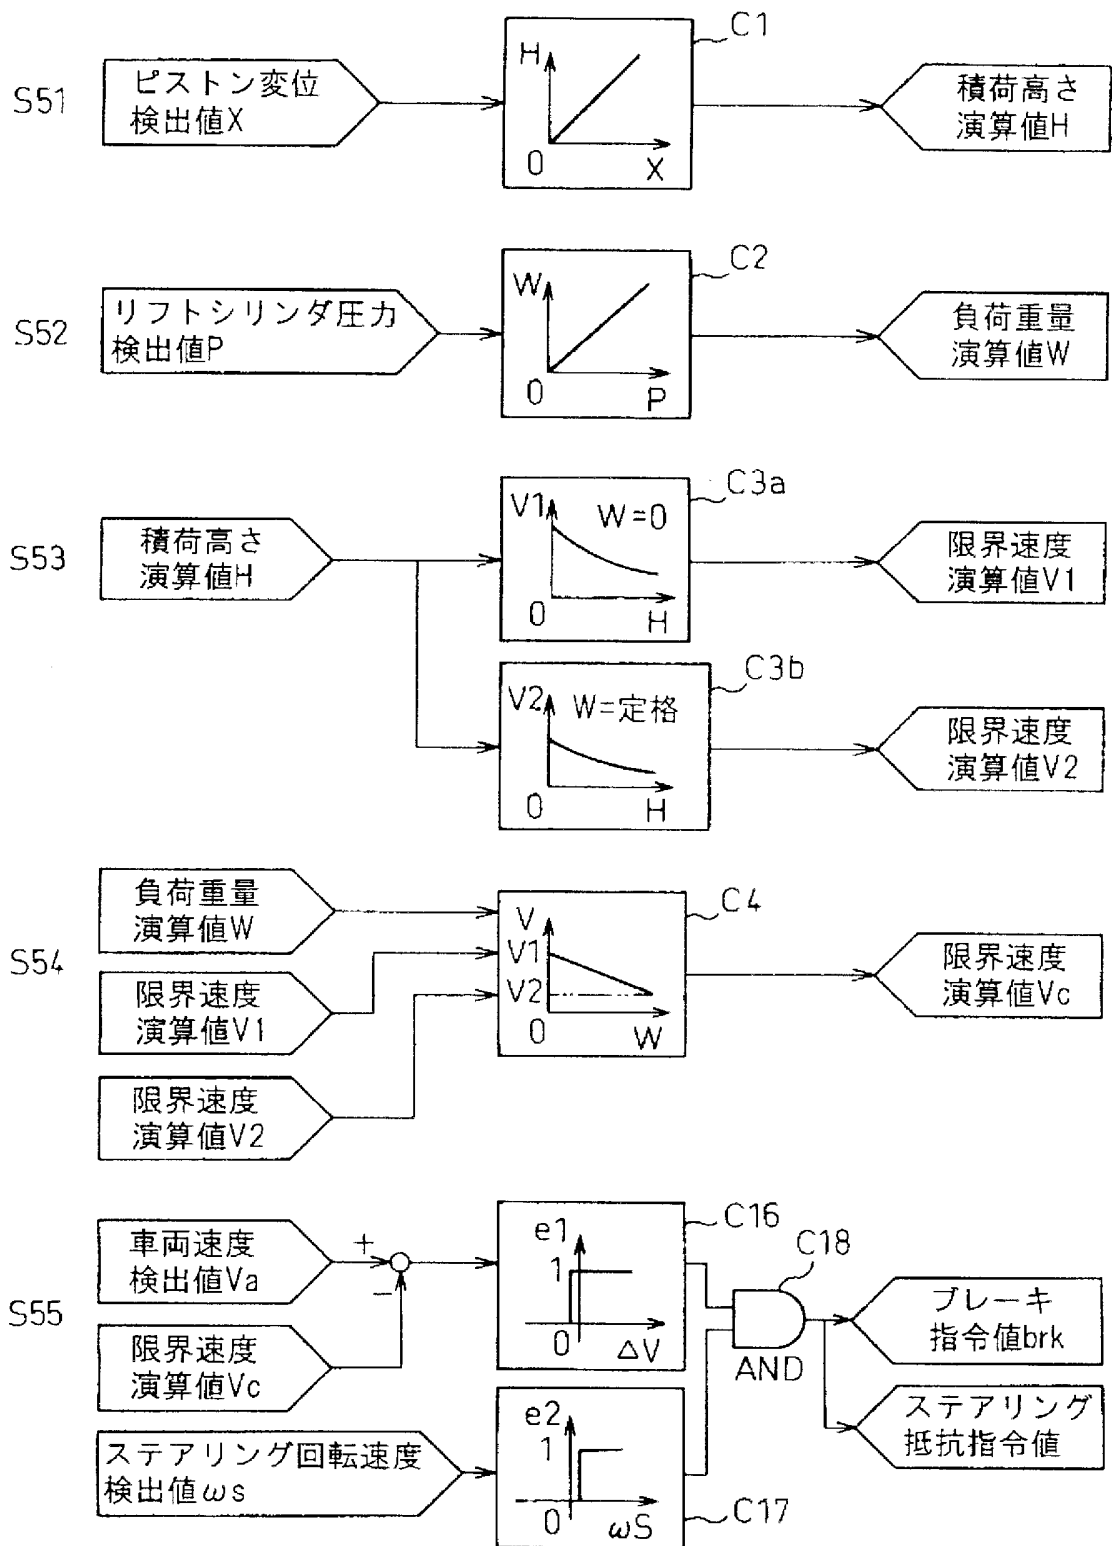 C1
S51
ピストン変位
検出値X
H
0
X
積荷高さ
演算値H
C2
S52
リフトシリンダ圧力
検出値P
W
0
P
負荷重量
演算値W
C3a
S53
積荷高さ
演算値H
V1
W=0
0
H
限界速度
演算値V1
C3b
V2
W=定格
0
H
限界速度
演算値V2
S54
負荷重量
演算値W
限界速度
演算値V1
限界速度
演算値V2
C4
V
V1
V2
0
W
限界速度
演算値Vc
S55
車両速度
検出値Va
+
−
限界速度
演算値Vc
ステアリング回転速度
検出値ωs
C16
e1
1
0
ΔV
e2
1
0
ωS
C17
C18
AND
ブレーキ
指令値brk
ステアリング
抵抗指令値